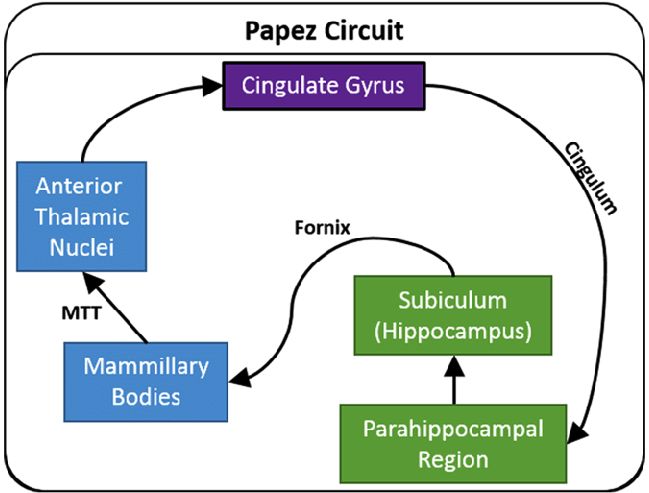 Papez Circuit
Cingulate Gyrus
Cingulum
Anterior
Thalamic
Nuclei
Fornix
Subiculum
(Hippocampus)
MTT
Mammillary
Bodies
Parahippocampal
Region